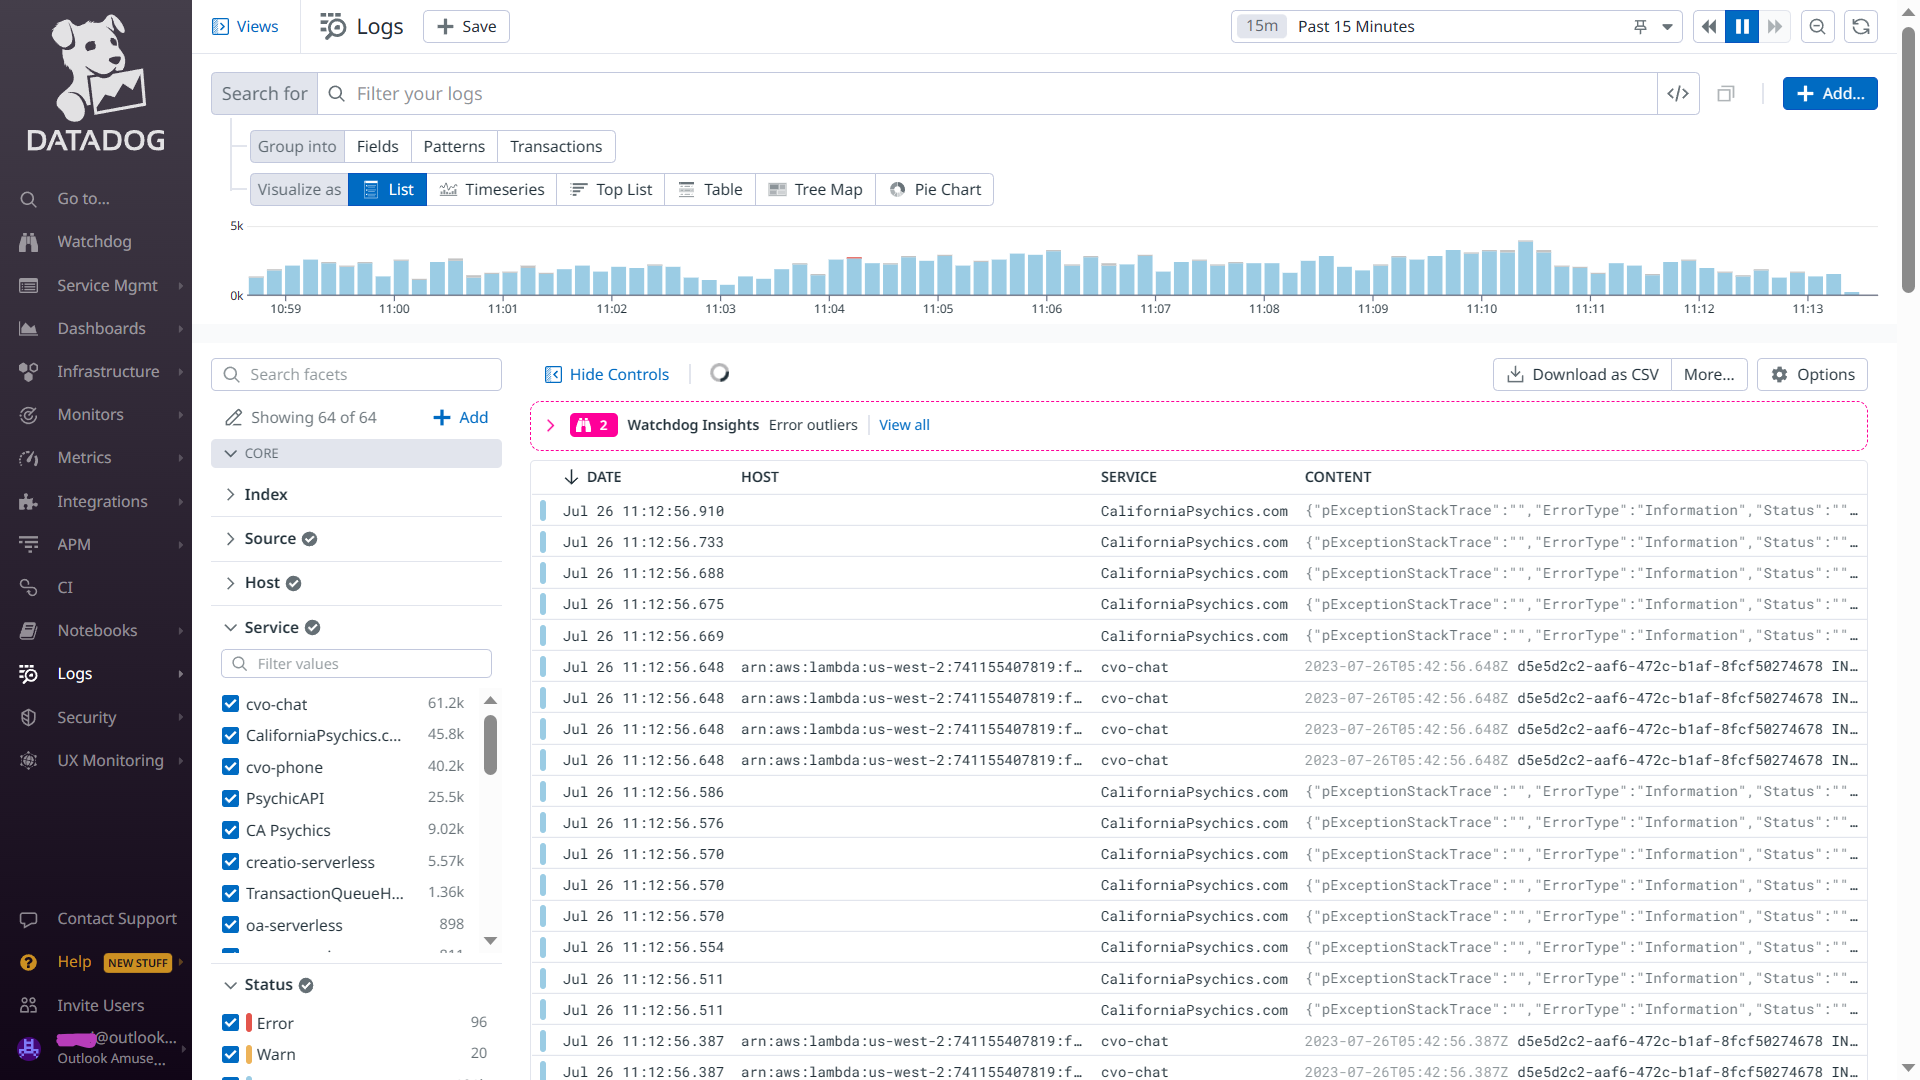 DATADOG
Go to...
Watchdog
Service Mgmt
Dashboards
Infrastructure
Monitors
Metrics
Integrations
APM
CI
Notebooks
Logs
Security
UX Monitoring
Contact Support
Help NEW STUFF
Invite Users
@outlook...
Outlook Amuse...
Views
Logs
Save
15m Past 15 Minutes
Search for Filter your logs
</>
Add...
Group into Fields Patterns Transactions
Visualize as List Timeseries Top List Table Tree Map Pie Chart
5k
0k
10:59 11:00 11:01 11:02 11:03 11:04 11:05 11:06 11:07 11:08 11:09 11:10 11:11 11:12 11:13
Search facets
Showing 64 of 64 Add
CORE
Index
Source
Host
Service
Filter values
cvo-chat 61.2k
CaliforniaPsychics.c... 45.8k
cvo-phone 40.2k
PsychicAPI 25.5k
CA Psychics 9.02k
creatio-serverless 5.57k
TransactionQueueH... 1.36k
oa-serverless 898
Status
Error 96
Warn 20
Hide Controls
Download as CSV More... Options
2 Watchdog Insights Error outliers View all
DATE HOST SERVICE CONTENT
Jul 26 11:12:56.910 CaliforniaPsychics.com {"pExceptionStackTrace":"","ErrorType":"Information","Status":""…
Jul 26 11:12:56.733 CaliforniaPsychics.com {"pExceptionStackTrace":"","ErrorType":"Information","Status":""…
Jul 26 11:12:56.688 CaliforniaPsychics.com {"pExceptionStackTrace":"","ErrorType":"Information","Status":""…
Jul 26 11:12:56.675 CaliforniaPsychics.com {"pExceptionStackTrace":"","ErrorType":"Information","Status":""…
Jul 26 11:12:56.669 CaliforniaPsychics.com {"pExceptionStackTrace":"","ErrorType":"Information","Status":""…
Jul 26 11:12:56.648 arn:aws:lambda:us-west-2:741155407819:f… cvo-chat 2023-07-26T05:42:56.648Z d5e5d2c2-aaf6-472c-b1af-8fcf50274678 IN…
Jul 26 11:12:56.648 arn:aws:lambda:us-west-2:741155407819:f… cvo-chat 2023-07-26T05:42:56.648Z d5e5d2c2-aaf6-472c-b1af-8fcf50274678 IN…
Jul 26 11:12:56.648 arn:aws:lambda:us-west-2:741155407819:f… cvo-chat 2023-07-26T05:42:56.648Z d5e5d2c2-aaf6-472c-b1af-8fcf50274678 IN…
Jul 26 11:12:56.648 arn:aws:lambda:us-west-2:741155407819:f… cvo-chat 2023-07-26T05:42:56.648Z d5e5d2c2-aaf6-472c-b1af-8fcf50274678 IN…
Jul 26 11:12:56.586 CaliforniaPsychics.com {"pExceptionStackTrace":"","ErrorType":"Information","Status":""…
Jul 26 11:12:56.576 CaliforniaPsychics.com {"pExceptionStackTrace":"","ErrorType":"Information","Status":""…
Jul 26 11:12:56.570 CaliforniaPsychics.com {"pExceptionStackTrace":"","ErrorType":"Information","Status":""…
Jul 26 11:12:56.570 CaliforniaPsychics.com {"pExceptionStackTrace":"","ErrorType":"Information","Status":""…
Jul 26 11:12:56.570 CaliforniaPsychics.com {"pExceptionStackTrace":"","ErrorType":"Information","Status":""…
Jul 26 11:12:56.554 CaliforniaPsychics.com {"pExceptionStackTrace":"","ErrorType":"Information","Status":""…
Jul 26 11:12:56.511 CaliforniaPsychics.com {"pExceptionStackTrace":"","ErrorType":"Information","Status":""…
Jul 26 11:12:56.511 CaliforniaPsychics.com {"pExceptionStackTrace":"","ErrorType":"Information","Status":""…
Jul 26 11:12:56.387 arn:aws:lambda:us-west-2:741155407819:f… cvo-chat 2023-07-26T05:42:56.387Z d5e5d2c2-aaf6-472c-b1af-8fcf50274678 IN…
Jul 26 11:12:56.387 arn:aws:lambda:us-west-2:741155407819:f… cvo-chat 2023-07-26T05:42:56.387Z d5e5d2c2-aaf6-472c-b1af-8fcf50274678 IN…